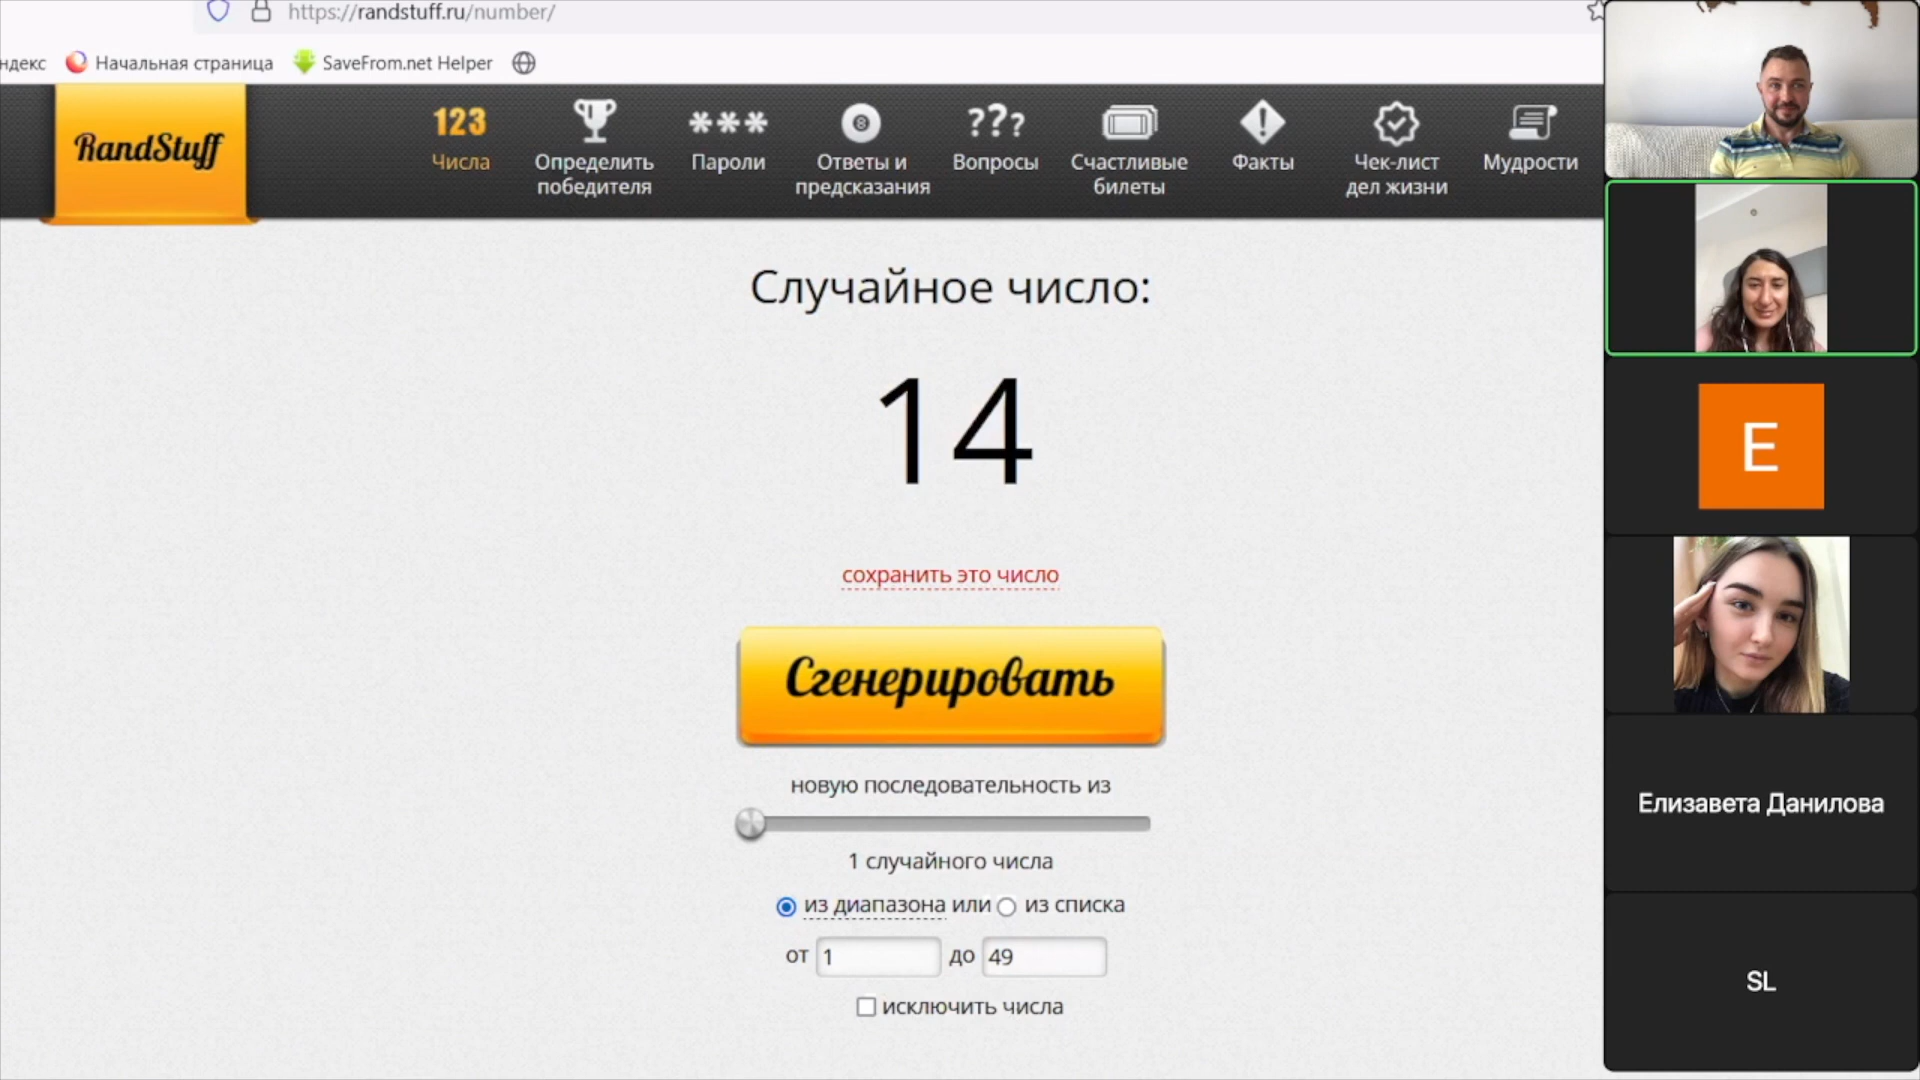 https://randstuff.ru/number/
ндекс
Начальная страница
SaveFrom.net Helper
RandStuff
123
Числа
Определить
победителя
***
Пароли
8
Ответы и
предсказания
???
Вопросы
Счастливые
билеты
!
Факты
Чек-лист
дел жизни
Мудрости
Случайное число:
14
сохранить это число
Сгенерировать
новую последовательность из
1 случайного числа
из диапазона или из списка
от 1 до 49
исключить числа
E
Елизавета Данилова
SL